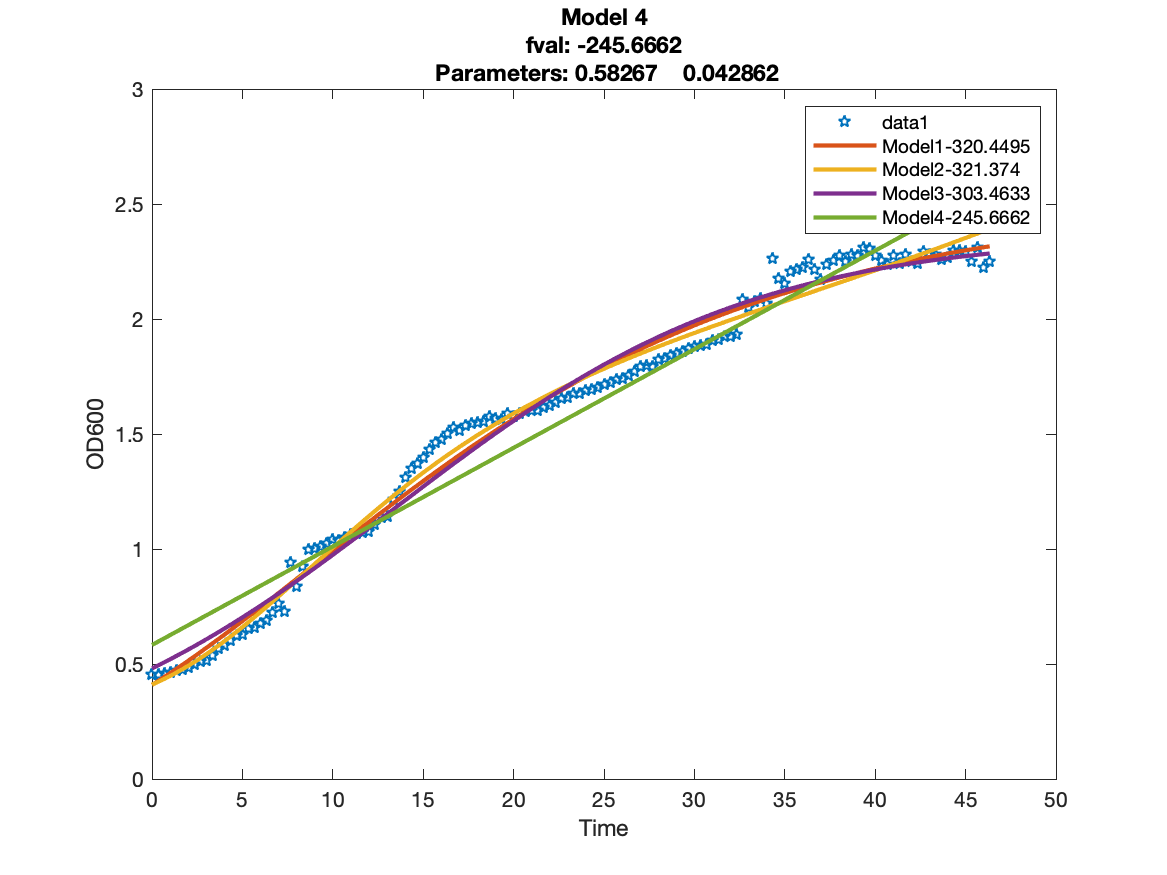 Model 4
fval: -245.6662
Parameters: 0.58267 0.042862
3
2.5
2
1.5
1
0.5
0
OD600
data1
Model1-320.4495
Model2-321.374
Model3-303.4633
Model4-245.6662
0 5 10 15 20 25 30 35 40 45 50
Time